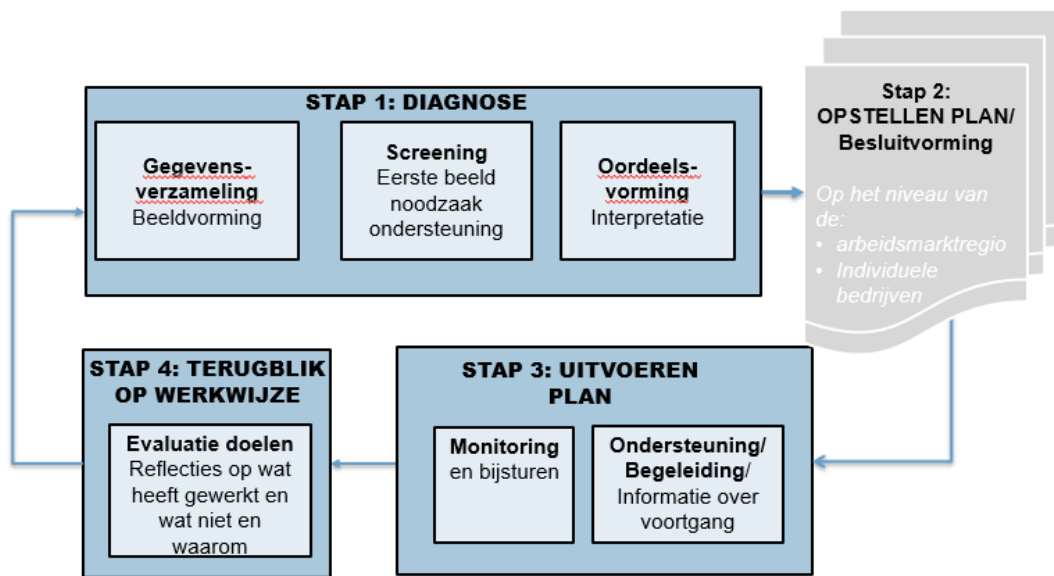 STAP 1: DIAGNOSE
Gegevens-
verzameling
Beeldvorming
Screening
Eerste beeld
noodzaak
ondersteuning
Oordeels-
vorming
Interpretatie
Stap 2:
OPSTELLEN PLAN/
Besluitvorming
Op het niveau van
de:
• arbeidsmarktregio
• Individuele
bedrijven
STAP 3: UITVOEREN
PLAN
Monitoring
en bijsturen
Ondersteuning/
Begeleiding/
Informatie over
voortgang
STAP 4: TERUGBLIK
OP WERKWIJZE
Evaluatie doelen
Reflecties op wat
heeft gewerkt en
wat niet en
waarom